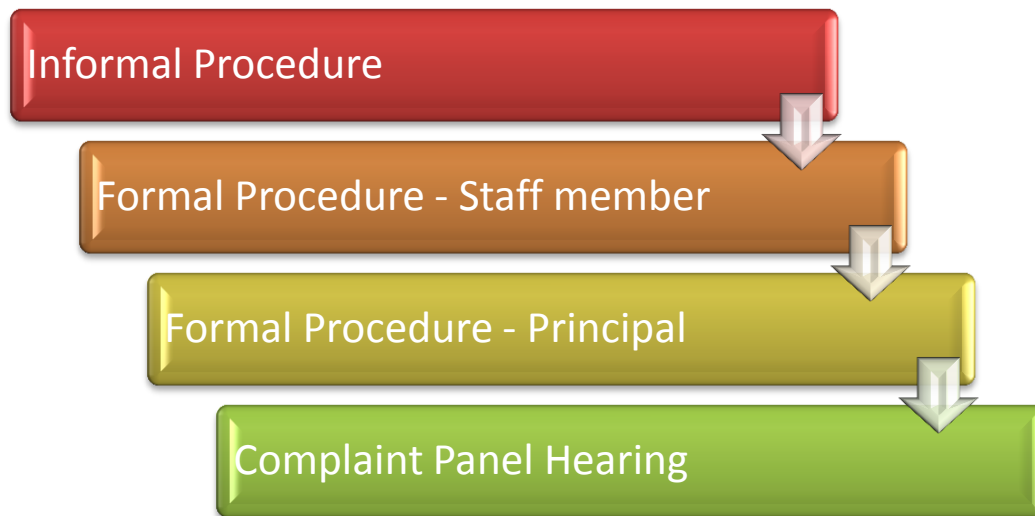 Informal Procedure
Formal Procedure - Staff member
Formal Procedure - Principal
Complaint Panel Hearing